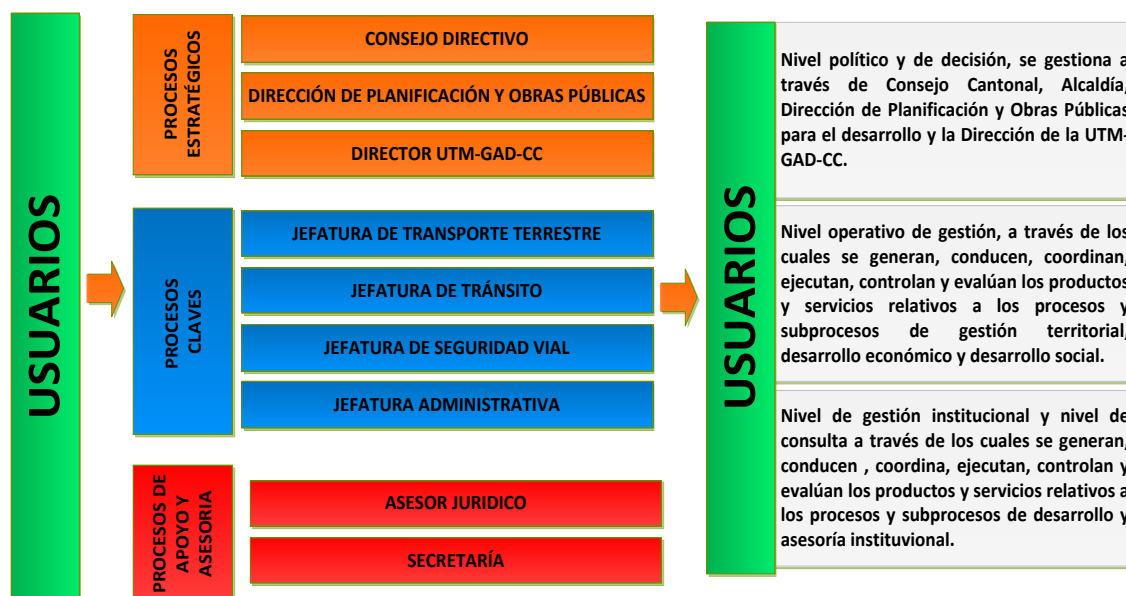 USUARIOS
PROCESOS
ESTRATÉGICOS
CONSEJO DIRECTIVO
DIRECCIÓN DE PLANIFICACIÓN Y OBRAS PÚBLICAS
DIRECTOR UTM-GAD-CC
PROCESOS
CLAVES
JEFATURA DE TRANSPORTE TERRESTRE
JEFATURA DE TRÁNSITO
JEFATURA DE SEGURIDAD VIAL
JEFATURA ADMINISTRATIVA
PROCESOS DE
APOYO Y
ASESORIA
ASESOR JURIDICO
SECRETARÍA
USUARIOS
Nivel político y de decisión, se gestiona a
través de Consejo Cantonal, Alcaldía,
Dirección de Planificación y Obras Públicas
para el desarrollo y la Dirección de la UTM-
GAD-CC.
Nivel operativo de gestión, a través de los
cuales se generan, conducen, coordinan,
ejecutan, controlan y evalúan los productos
y servicios relativos a los procesos y
subprocesos de gestión territorial,
desarrollo económico y desarrollo social.
Nivel de gestión institucional y nivel de
consulta a través de los cuales se generan,
conducen , coordina, ejecutan, controlan y
evalúan los productos y servicios relativos a
los procesos y subprocesos de desarrollo y
asesoría instituvional.